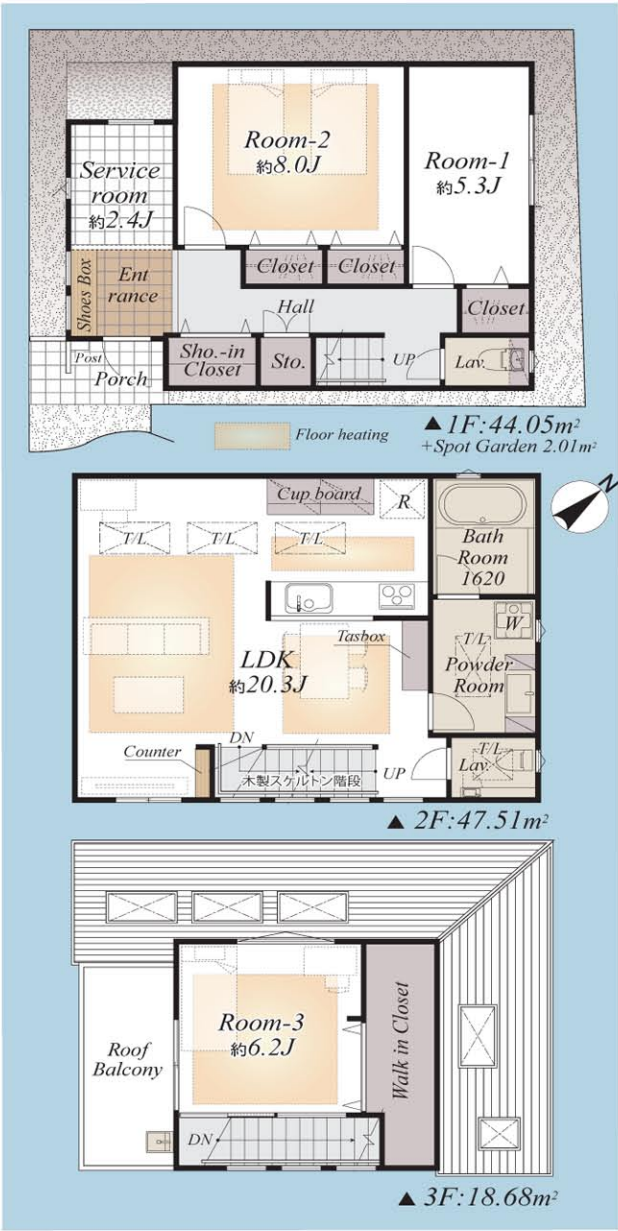 Room-2
約8.0J
Room-1
約5.3J
Service
room
約2.4J
Shoes Box
Ent
rance
Closet
Closet
Closet
Hall
Post
Porch
Sho.-in
Closet
Sto.
UP
Lav.
▲ 1F:44.05m²
+Spot Garden 2.01m²
Floor heating
N
Cup board
R
T/L
T/L
T/L
Bath
Room
1620
W
T/L
Powder
Room
Tasbox
LDK
約20.3J
DN
Counter
木製スケルトン階段
UP
T/L
Lav.
▲ 2F:47.51m²
Room-3
約6.2J
Walk in Closet
Roof
Balcony
DN
▲ 3F:18.68m²